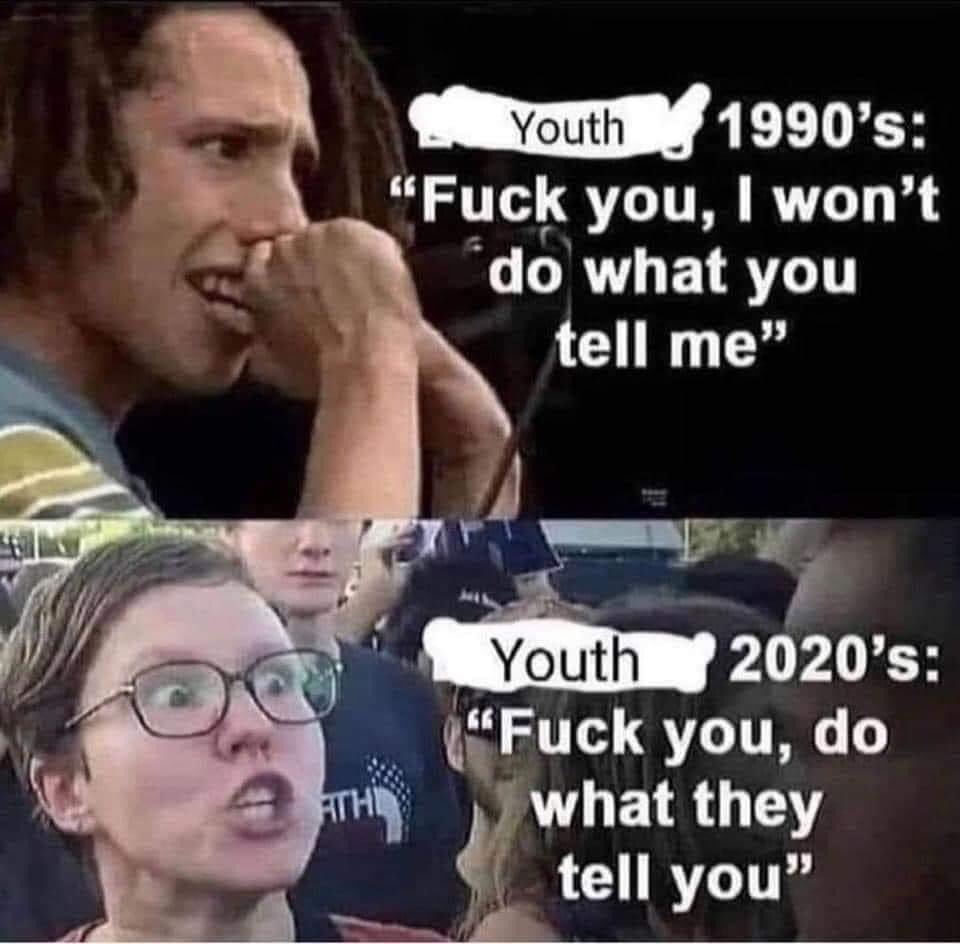 Youth 1990’s:
“Fuck you, I won’t
do what you
tell me”
Youth 2020’s:
“Fuck you, do
what they
tell you”
ATH